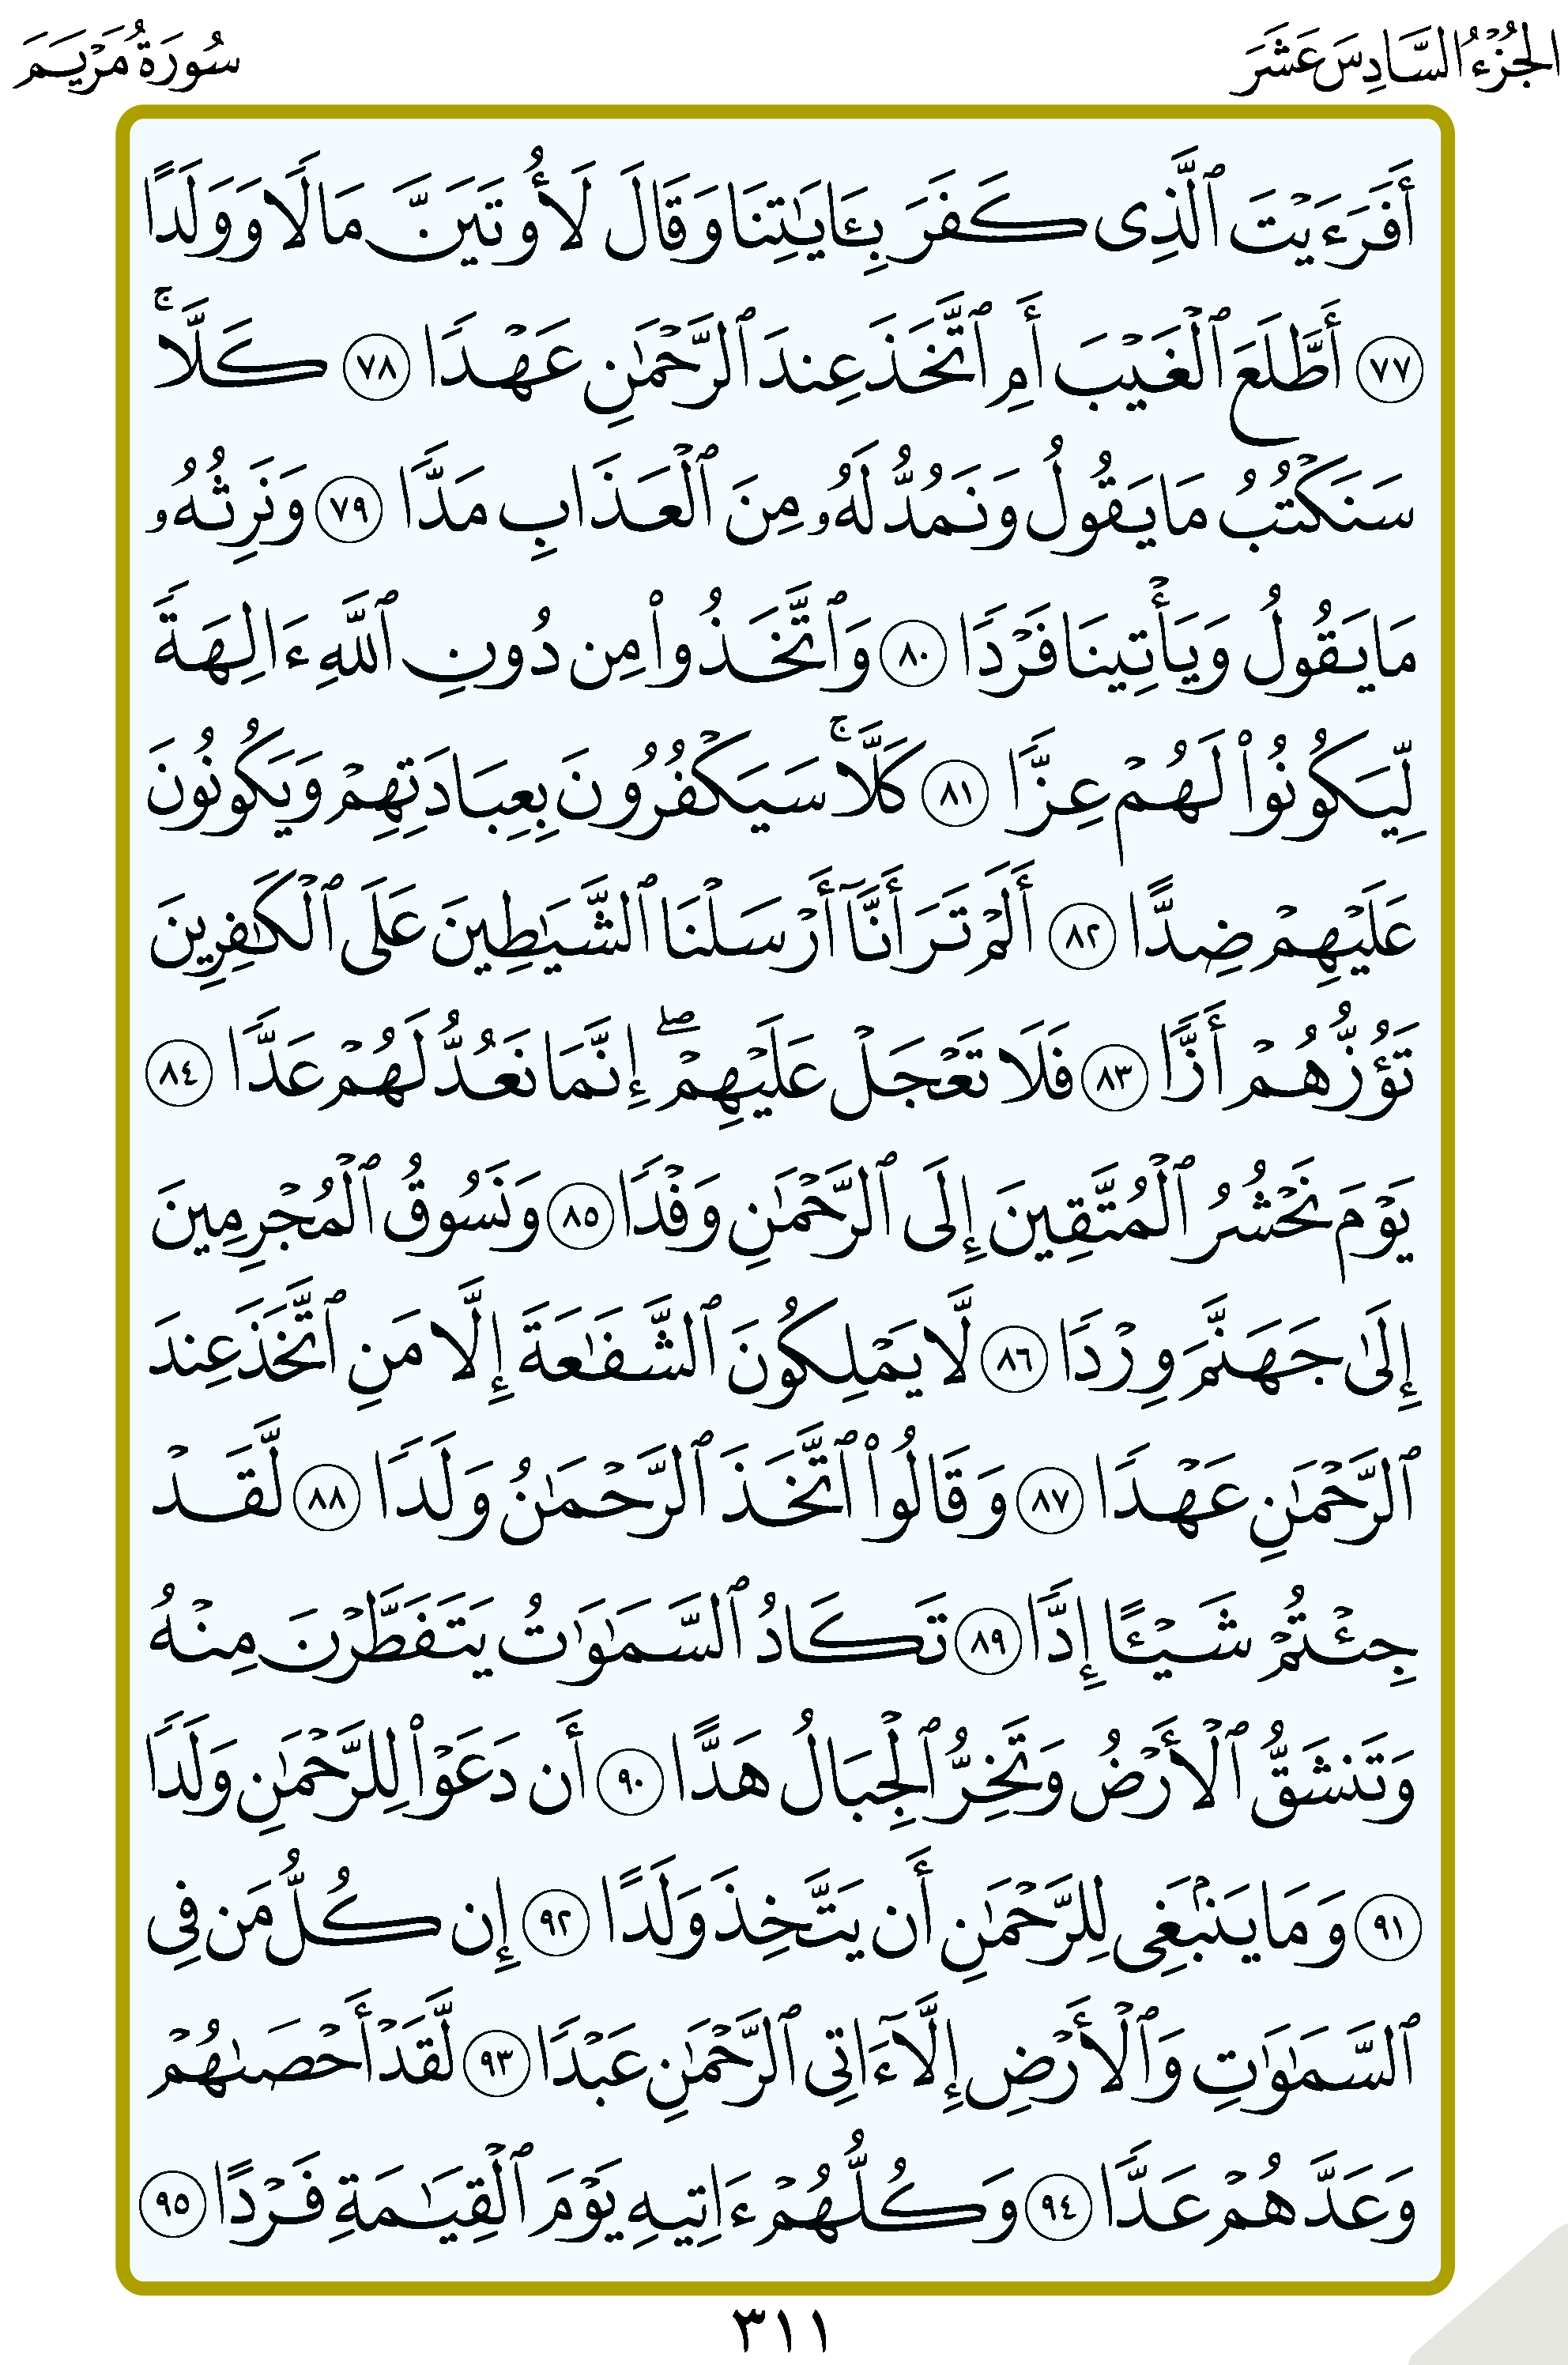 الجُزْءُ السَّادِسَ عَشَرَ
سُورَةُ مَرْيَمَ
أَفَرَءَيْتَ ٱلَّذِى كَفَرَ بِـَٔايَـٰتِنَا وَقَالَ لَأُوتَيَنَّ مَالًا وَوَلَدًا
٧٧ أَطَّلَعَ ٱلْغَيْبَ أَمِ ٱتَّخَذَ عِندَ ٱلرَّحْمَـٰنِ عَهْدًا ٧٨ كَلَّا ۚ
سَنَكْتُبُ مَا يَقُولُ وَنَمُدُّ لَهُۥ مِنَ ٱلْعَذَابِ مَدًّا ٧٩ وَنَرِثُهُۥ
مَا يَقُولُ وَيَأْتِينَا فَرْدًا ٨٠ وَٱتَّخَذُوا۟ مِن دُونِ ٱللَّهِ ءَالِهَةً
لِّيَكُونُوا۟ لَهُمْ عِزًّا ٨١ كَلَّا ۚ سَيَكْفُرُونَ بِعِبَادَتِهِمْ وَيَكُونُونَ
عَلَيْهِمْ ضِدًّا ٨٢ أَلَمْ تَرَ أَنَّآ أَرْسَلْنَا ٱلشَّيَـٰطِينَ عَلَى ٱلْكَـٰفِرِينَ
تَؤُزُّهُمْ أَزًّا ٨٣ فَلَا تَعْجَلْ عَلَيْهِمْ ۖ إِنَّمَا نَعُدُّ لَهُمْ عَدًّا ٨٤
يَوْمَ نَحْشُرُ ٱلْمُتَّقِينَ إِلَى ٱلرَّحْمَـٰنِ وَفْدًا ٨٥ وَنَسُوقُ ٱلْمُجْرِمِينَ
إِلَىٰ جَهَنَّمَ وِرْدًا ٨٦ لَّا يَمْلِكُونَ ٱلشَّفَـٰعَةَ إِلَّا مَنِ ٱتَّخَذَ عِندَ
ٱلرَّحْمَـٰنِ عَهْدًا ٨٧ وَقَالُوا۟ ٱتَّخَذَ ٱلرَّحْمَـٰنُ وَلَدًا ٨٨ لَّقَدْ
جِئْتُمْ شَيْـًٔا إِدًّا ٨٩ تَكَادُ ٱلسَّمَـٰوَٰتُ يَتَفَطَّرْنَ مِنْهُ
وَتَنشَقُّ ٱلْأَرْضُ وَتَخِرُّ ٱلْجِبَالُ هَدًّا ٩٠ أَن دَعَوْا۟ لِلرَّحْمَـٰنِ وَلَدًا
٩١ وَمَا يَنۢبَغِى لِلرَّحْمَـٰنِ أَن يَتَّخِذَ وَلَدًا ٩٢ إِن كُلُّ مَن فِى
ٱلسَّمَـٰوَٰتِ وَٱلْأَرْضِ إِلَّآ ءَاتِى ٱلرَّحْمَـٰنِ عَبْدًا ٩٣ لَّقَدْ أَحْصَىٰهُمْ
وَعَدَّهُمْ عَدًّا ٩٤ وَكُلُّهُمْ ءَاتِيهِ يَوْمَ ٱلْقِيَـٰمَةِ فَرْدًا ٩٥
٣١١